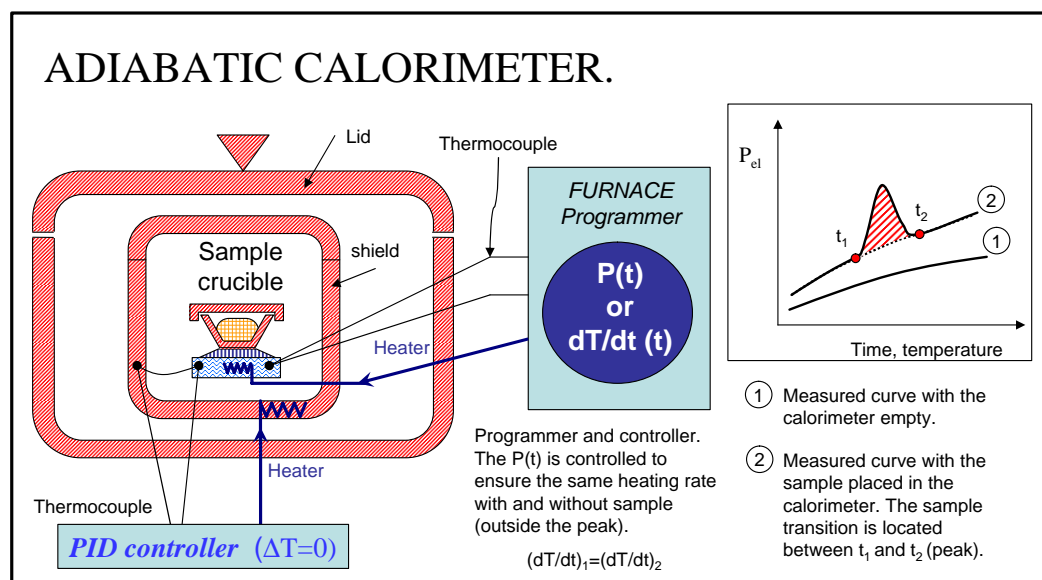 ADIABATIC CALORIMETER.
Lid
Thermocouple
Sample
crucible
shield
Heater
Heater
Thermocouple
PID controller (ΔT=0)
FURNACE
Programmer
P(t)
or
dT/dt (t)
Programmer and controller.
The P(t) is controlled to
ensure the same heating rate
with and without sample
(outside the peak).
(dT/dt)₁=(dT/dt)₂
Pₑₗ
t₁
t₂
2
1
Time, temperature
1 Measured curve with the
calorimeter empty.
2 Measured curve with the
sample placed in the
calorimeter. The sample
transition is located
between t₁ and t₂ (peak).